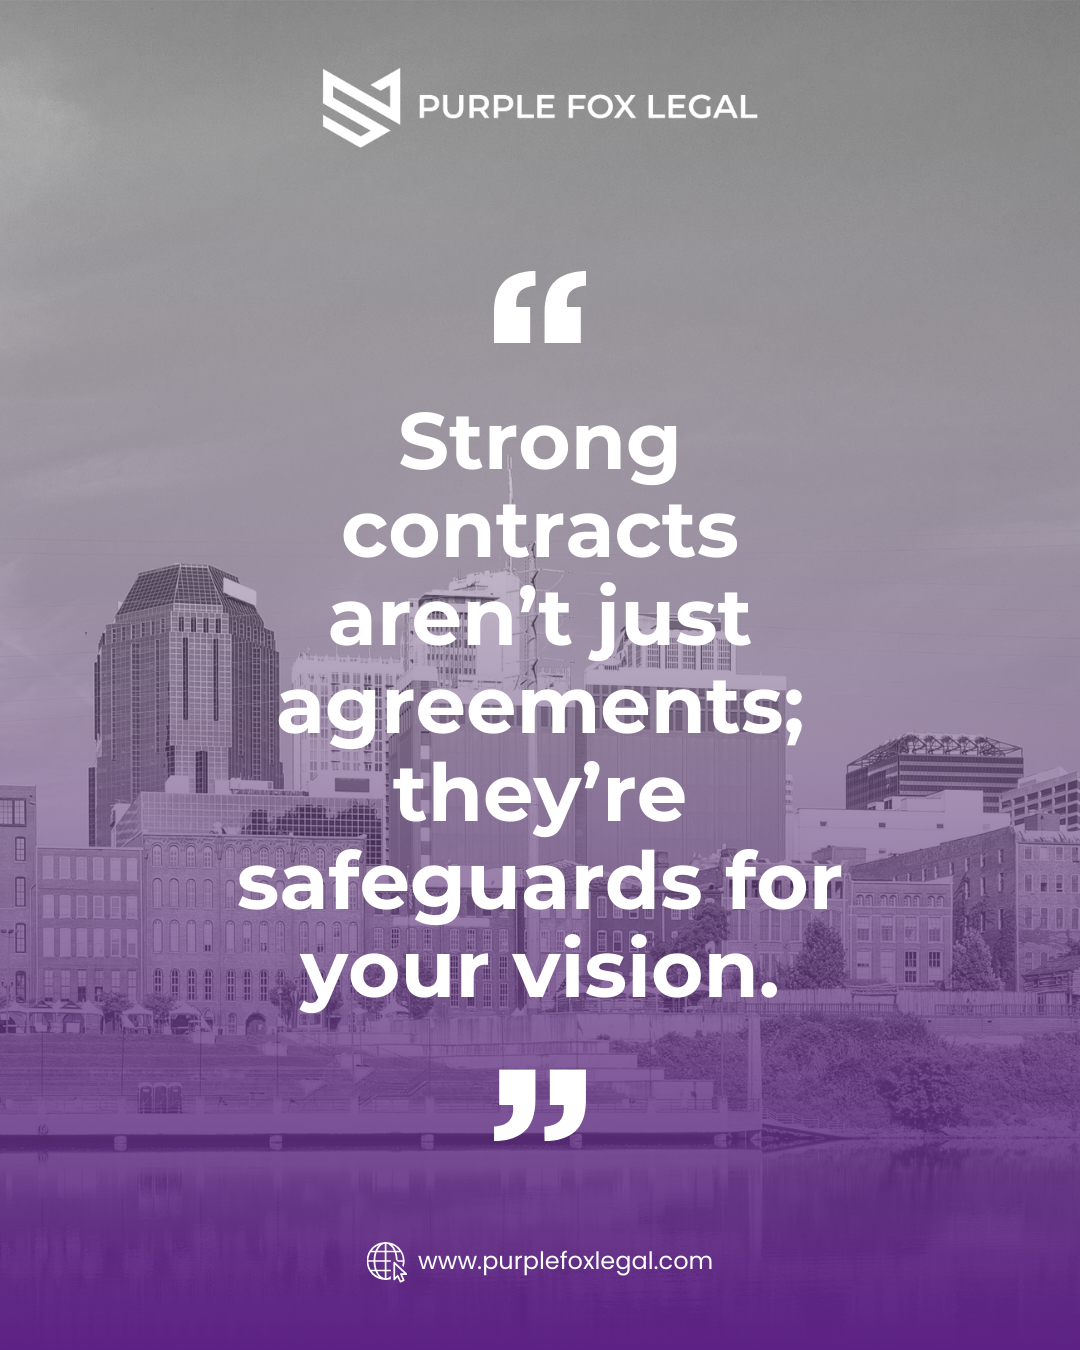 PURPLE FOX LEGAL
“
Strong
contracts
aren’t just
agreements;
they’re
safeguards for
your vision.
”
www.purplefoxlegal.com